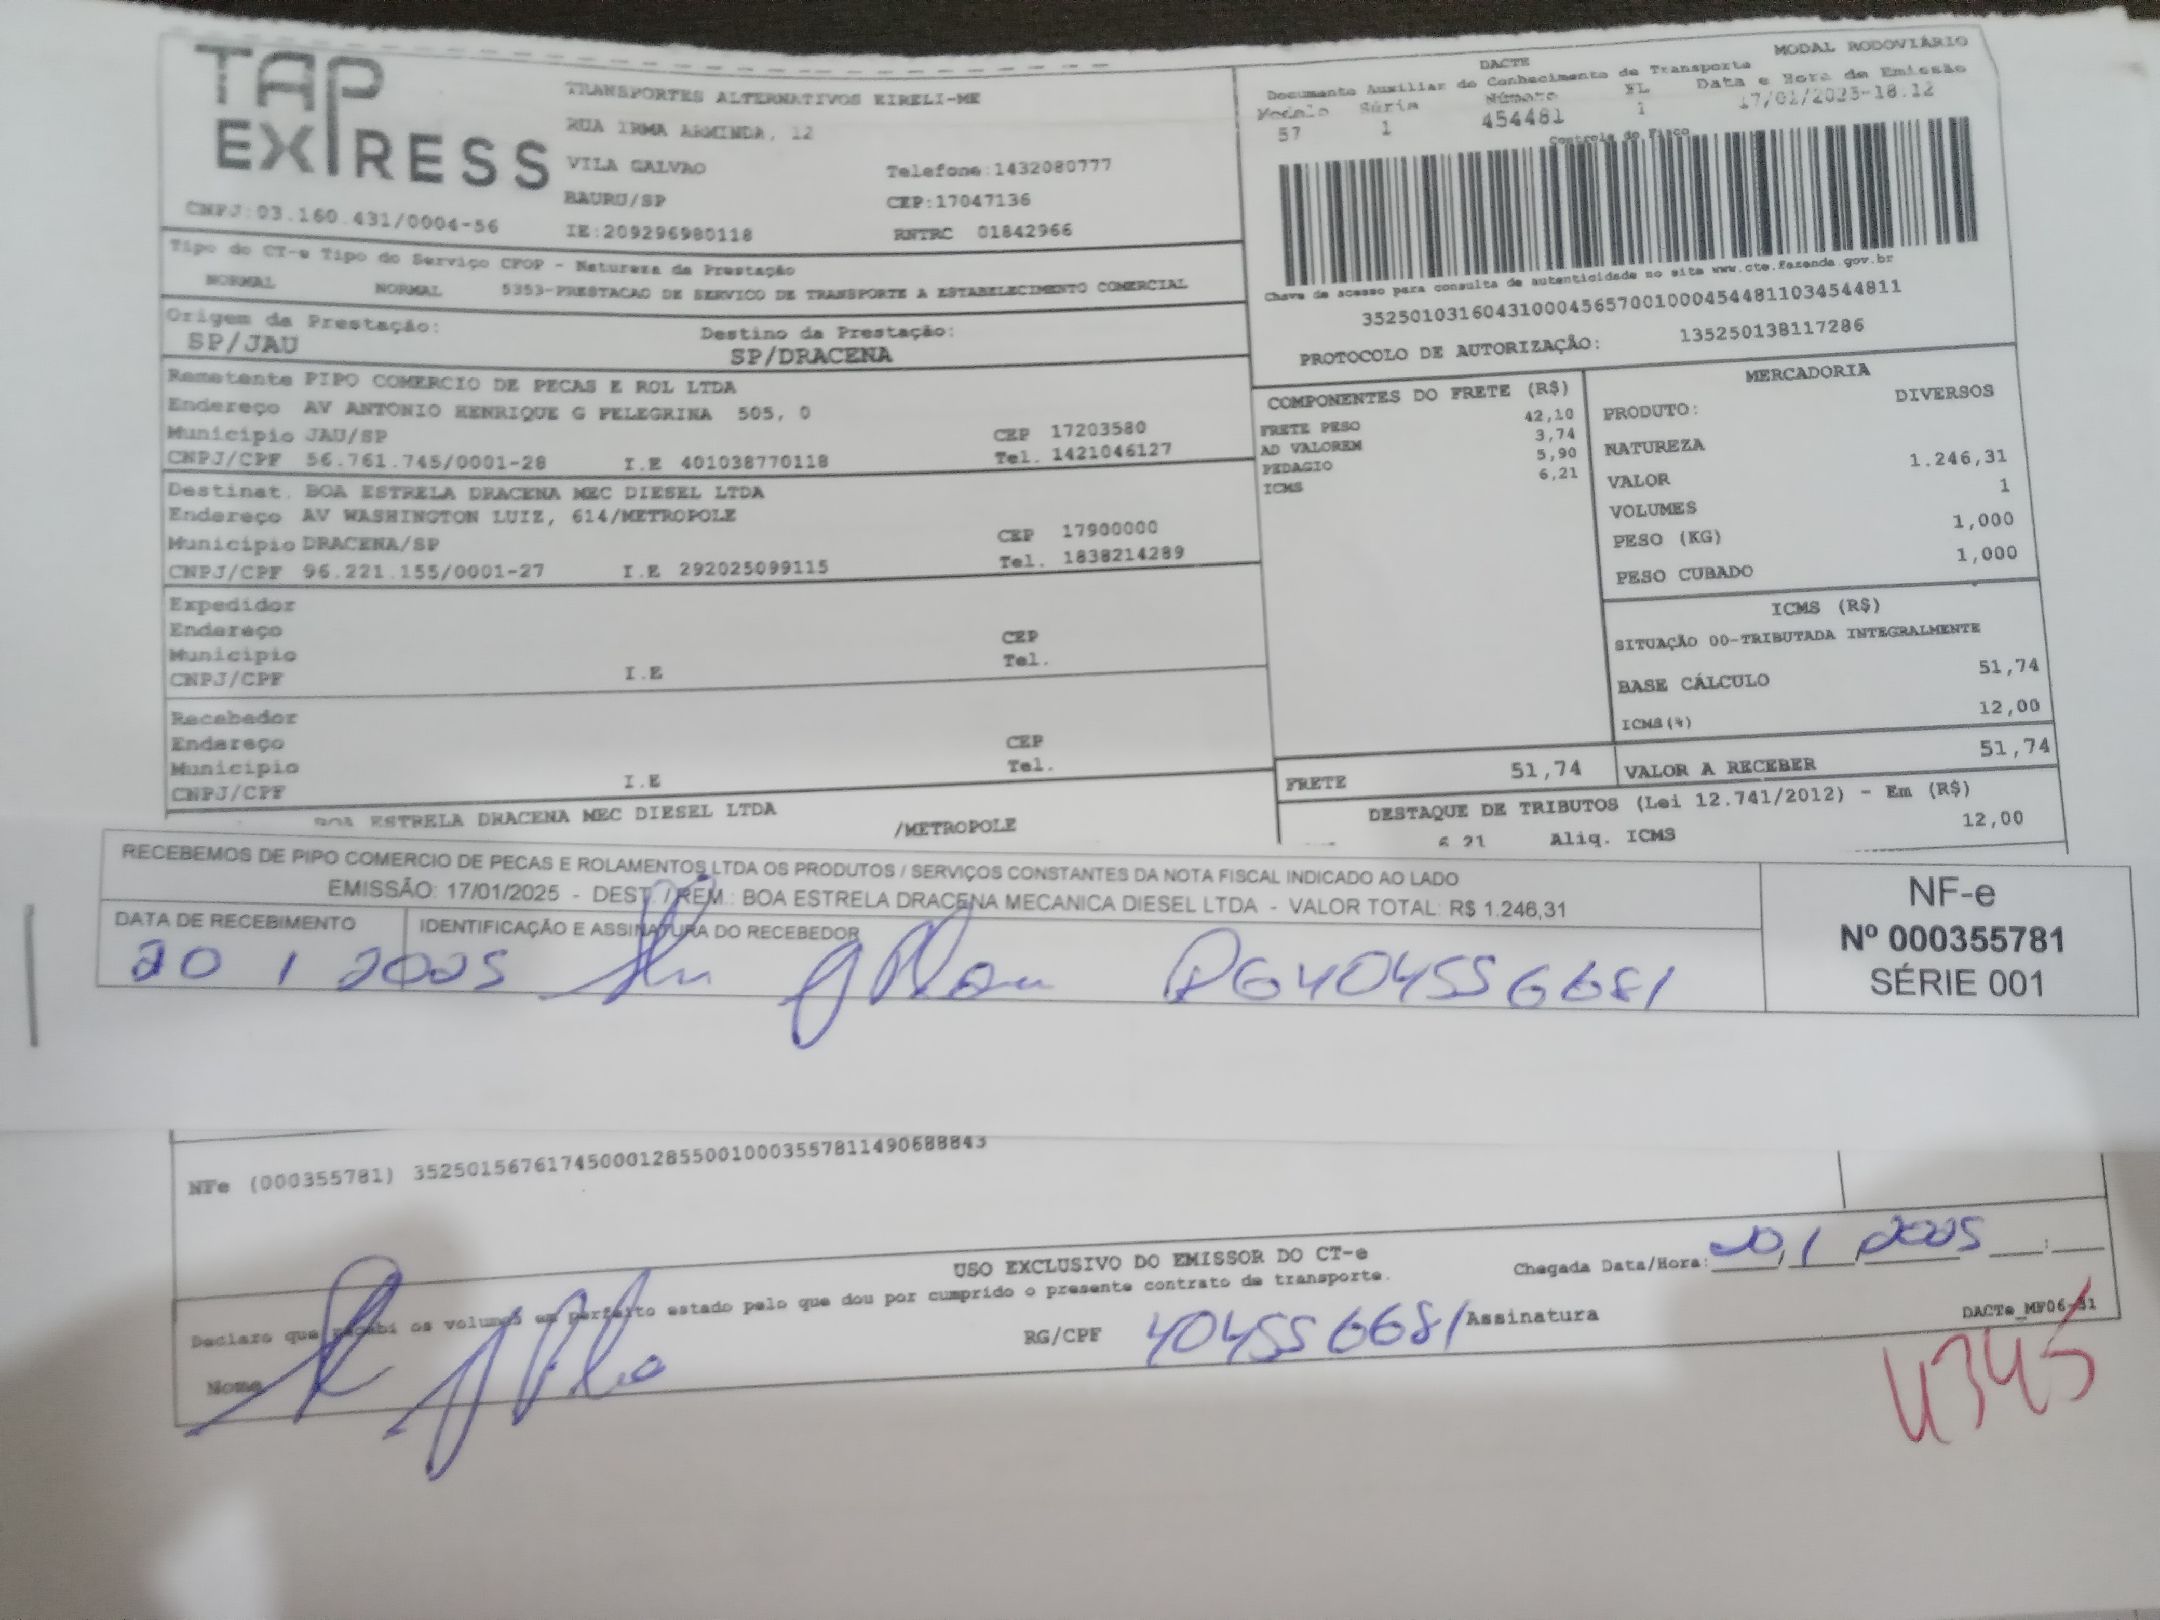 TAP
EXPRESS
CNPJ:03.160.431/0004-56
TRANSPORTES ALTERNATIVOS EIRELI-ME
RUA IRMA ARMINDA, 12
VILA GALVAO Telefone:1432080777
BAURU/SP CEP:17047136
IE:209296980118 RNTRC 01842966
DACTE MODAL RODOVIÁRIO
Documento Auxiliar do Conhecimento de Transporte
Modelo Série Número FL Data e Hora da Emissão
57 1 454481 1 17/01/2025-18.12
Controle do Fisco
Chave de acesso para consulta de autenticidade no site www.cte.fazenda.gov.br
35250103160431000456570010004544811034544811
PROTOCOLO DE AUTORIZAÇÃO: 135250138117286
Tipo do CT-e Tipo do Serviço CFOP - Natureza da Prestação
NORMAL NORMAL 5353-PRESTACAO DE SERVICO DE TRANSPORTE A ESTABELECIMENTO COMERCIAL
Origem da Prestação: Destino da Prestação:
SP/JAU SP/DRACENA
Remetente PIPO COMERCIO DE PECAS E ROL LTDA
Endereço AV ANTONIO HENRIQUE G PELEGRINA 505, 0
Município JAU/SP CEP 17203580
CNPJ/CPF 56.761.745/0001-28 I.E 401038770118 Tel. 1421046127
Destinat. BOA ESTRELA DRACENA MEC DIESEL LTDA
Endereço AV WASHINGTON LUIZ, 614/METROPOLE
Município DRACENA/SP CEP 17900000
CNPJ/CPF 96.221.155/0001-27 I.E 292025099115 Tel. 1838214289
Expedidor
Endereço CEP
Município Tel.
CNPJ/CPF I.E
Recebedor
Endereço CEP
Município Tel.
CNPJ/CPF I.E
BOA ESTRELA DRACENA MEC DIESEL LTDA
/METROPOLE
COMPONENTES DO FRETE (R$)
FRETE PESO 42,10
AD VALOREM 3,74
PEDAGIO 5,90
ICMS 6,21
MERCADORIA
PRODUTO: DIVERSOS
NATUREZA
VALOR 1.246,31
VOLUMES 1
PESO (KG) 1,000
PESO CUBADO 1,000
ICMS (R$)
SITUAÇÃO 00-TRIBUTADA INTEGRALMENTE
BASE CÁLCULO 51,74
ICMS(%) 12,00
FRETE 51,74 VALOR A RECEBER 51,74
DESTAQUE DE TRIBUTOS (Lei 12.741/2012) - Em (R$)
6,21 Aliq. ICMS 12,00
RECEBEMOS DE PIPO COMERCIO DE PECAS E ROLAMENTOS LTDA OS PRODUTOS / SERVIÇOS CONSTANTES DA NOTA FISCAL INDICADO AO LADO
EMISSÃO: 17/01/2025 - DEST. / REM.: BOA ESTRELA DRACENA MECANICA DIESEL LTDA - VALOR TOTAL: R$ 1.246,31
DATA DE RECEBIMENTO IDENTIFICAÇÃO E ASSINATURA DO RECEBEDOR
20 1 2025 RG 404556681
NF-e
Nº 000355781
SÉRIE 001
NFe (000355781) 35250156761745000128550010003557811490688843
USO EXCLUSIVO DO EMISSOR DO CT-e
Declaro que recebi os volumes em perfeito estado pelo que dou por cumprido o presente contrato de transporte.
Chegada Data/Hora: 20/1/2025 :
Nome RG/CPF 404556681 Assinatura
DACTe_MF06-01
4345